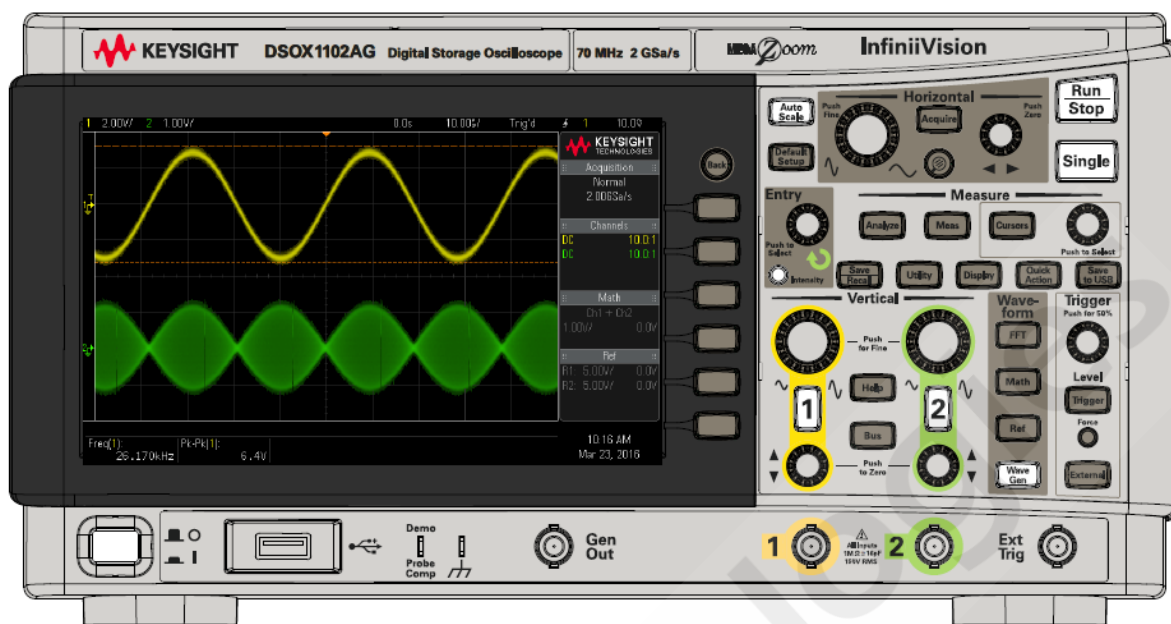 KEYSIGHT DSOX1102AG Digital Storage Oscilloscope 70 MHz 2 GSa/s MEGA Zoom InfiniiVision
1 2.00V/ 2 1.00V/ 0.0s 10.00s/ Trig'd 1 10.0V
KEYSIGHT
TECHNOLOGIES
Acquisition
Normal
2.00GSa/s
Channels
DC 10.0:1
DC 10.0:1
Math
Ch1 + Ch2
1.00V/ 0.0V
Ref
R1: 5.00V/ 0.0V
R2: 5.00V/ 0.0V
Freq(1): Pk-Pk(1):
26.170kHz 6.4V
10:16 AM
Mar 23, 2016
Back
Auto
Scale
Default
Setup
Horizontal
Push
Fine
Acquire
Push
Zero
Run
Stop
Single
Entry
Push to
Select
Intensity
Measure
Analyze
Meas
Cursors
Push to Select
Save
Recall
Utility
Display
Quick
Action
Save
to USB
Vertical
Push
for Fine
1
Help
2
Bus
Push
to Zero
Wave-
form
FFT
Math
Ref
Wave
Gen
Trigger
Push for 50%
Level
Trigger
Force
External
Demo
Probe
Comp
Gen
Out
1
All Inputs
2
Ext
Trig